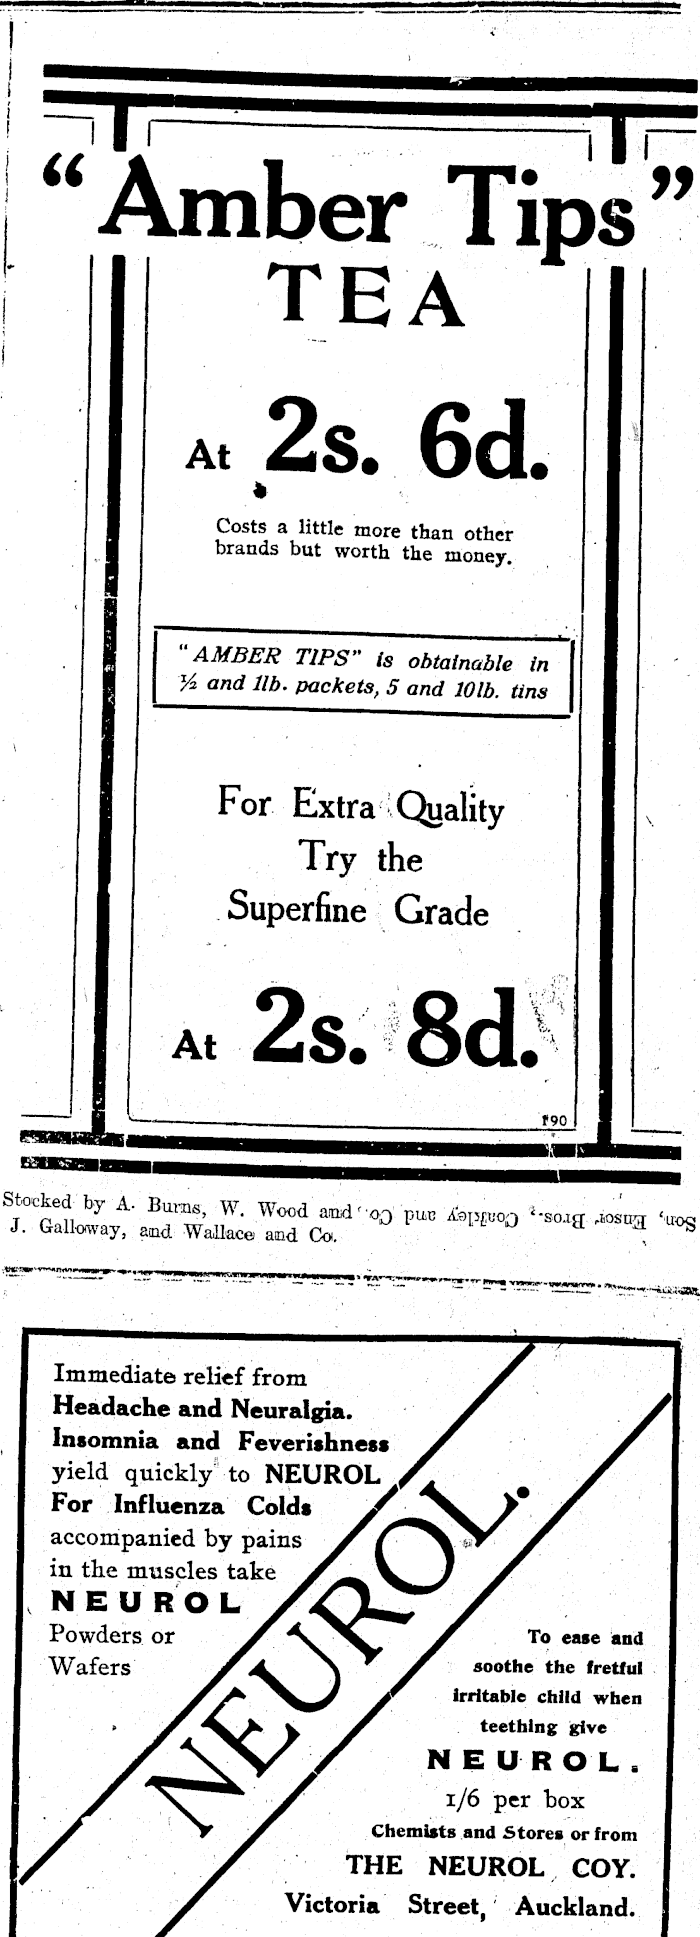 "Amber Tips"
TEA
At 2s. 6d.
Costs a little more than other
brands but worth the money.
"AMBER TIPS" is obtainable in
½ and 1lb. packets, 5 and 10lb. tins
For Extra Quality
Try the
Superfine Grade
At 2s. 8d.
190
Stocked by A. Burns, W. Wood and Son, Ensor Bros., Conisley and Co.
J. Galloway, and Wallace and Co.
Immediate relief from
Headache and Neuralgia.
Insomnia and Feverishness
yield quickly to NEUROL
For Influenza Colds
accompanied by pains
in the muscles take
NEUROL
Powders or
Wafers
NEUROL.
To ease and
soothe the fretful
irritable child when
teething give
NEUROL.
1/6 per box
Chemists and Stores or from
THE NEUROL COY.
Victoria Street, Auckland.